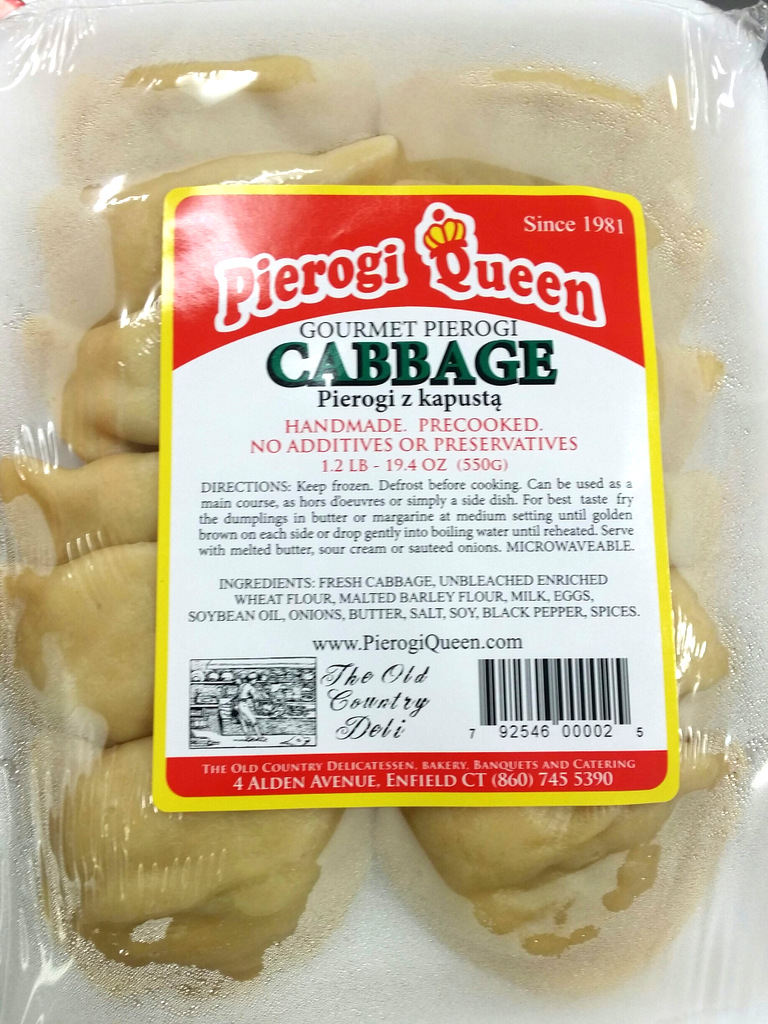 Since 1981
Pierogi Queen
GOURMET PIEROGI
CABBAGE
Pierogi z kapustą
HANDMADE. PRECOOKED.
NO ADDITIVES OR PRESERVATIVES
1.2 LB - 19.4 OZ (550G)
DIRECTIONS: Keep frozen. Defrost before cooking. Can be used as a
main course, as hors d'oeuvres or simply a side dish. For best taste fry
the dumplings in butter or margarine at medium setting until golden
brown on each side or drop gently into boiling water until reheated. Serve
with melted butter, sour cream or sauteed onions. MICROWAVEABLE.
INGREDIENTS: FRESH CABBAGE, UNBLEACHED ENRICHED
WHEAT FLOUR, MALTED BARLEY FLOUR, MILK, EGGS,
SOYBEAN OIL, ONIONS, BUTTER, SALT, SOY, BLACK PEPPER, SPICES.
www.PierogiQueen.com
The Old
Country
Deli
7 92546 00002 5
THE OLD COUNTRY DELICATESSEN, BAKERY, BANQUETS AND CATERING
4 ALDEN AVENUE, ENFIELD CT (860) 745 5390